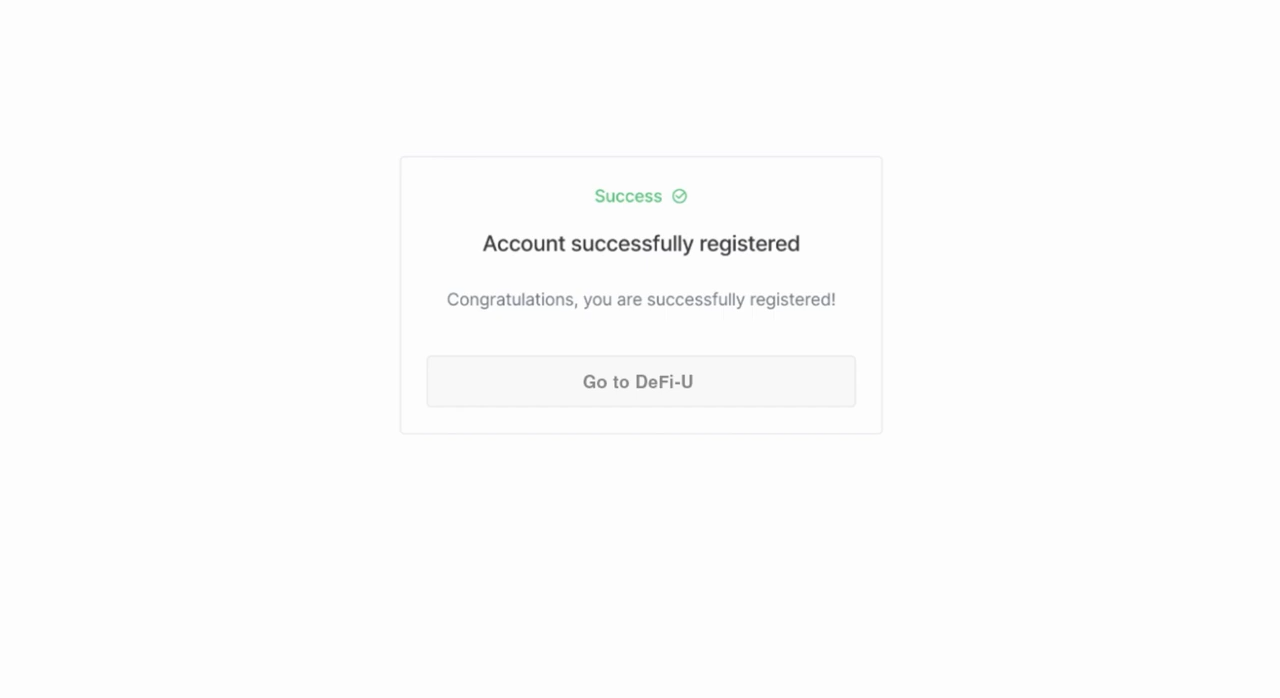 Success
Account successfully registered
Congratulations, you are successfully registered!
Go to DeFi-U